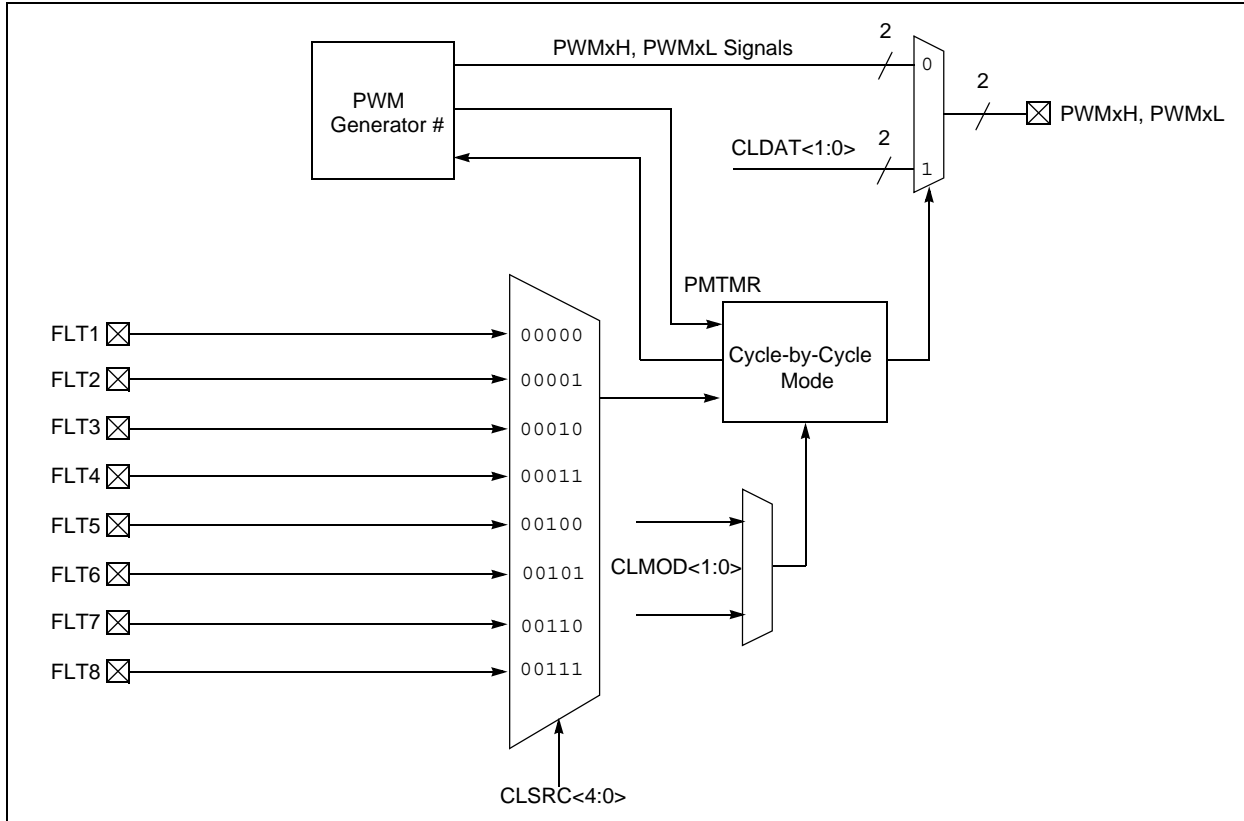 2
PWMxH, PWMxL Signals
0
2
PWM
Generator #
PWMxH, PWMxL
2
CLDAT<1:0>
1
PMTMR
FLT1
00000
Cycle-by-Cycle
Mode
FLT2
00001
FLT3
00010
FLT4
00011
FLT5
00100
CLMOD<1:0>
FLT6
00101
FLT7
00110
FLT8
00111
CLSRC<4:0>